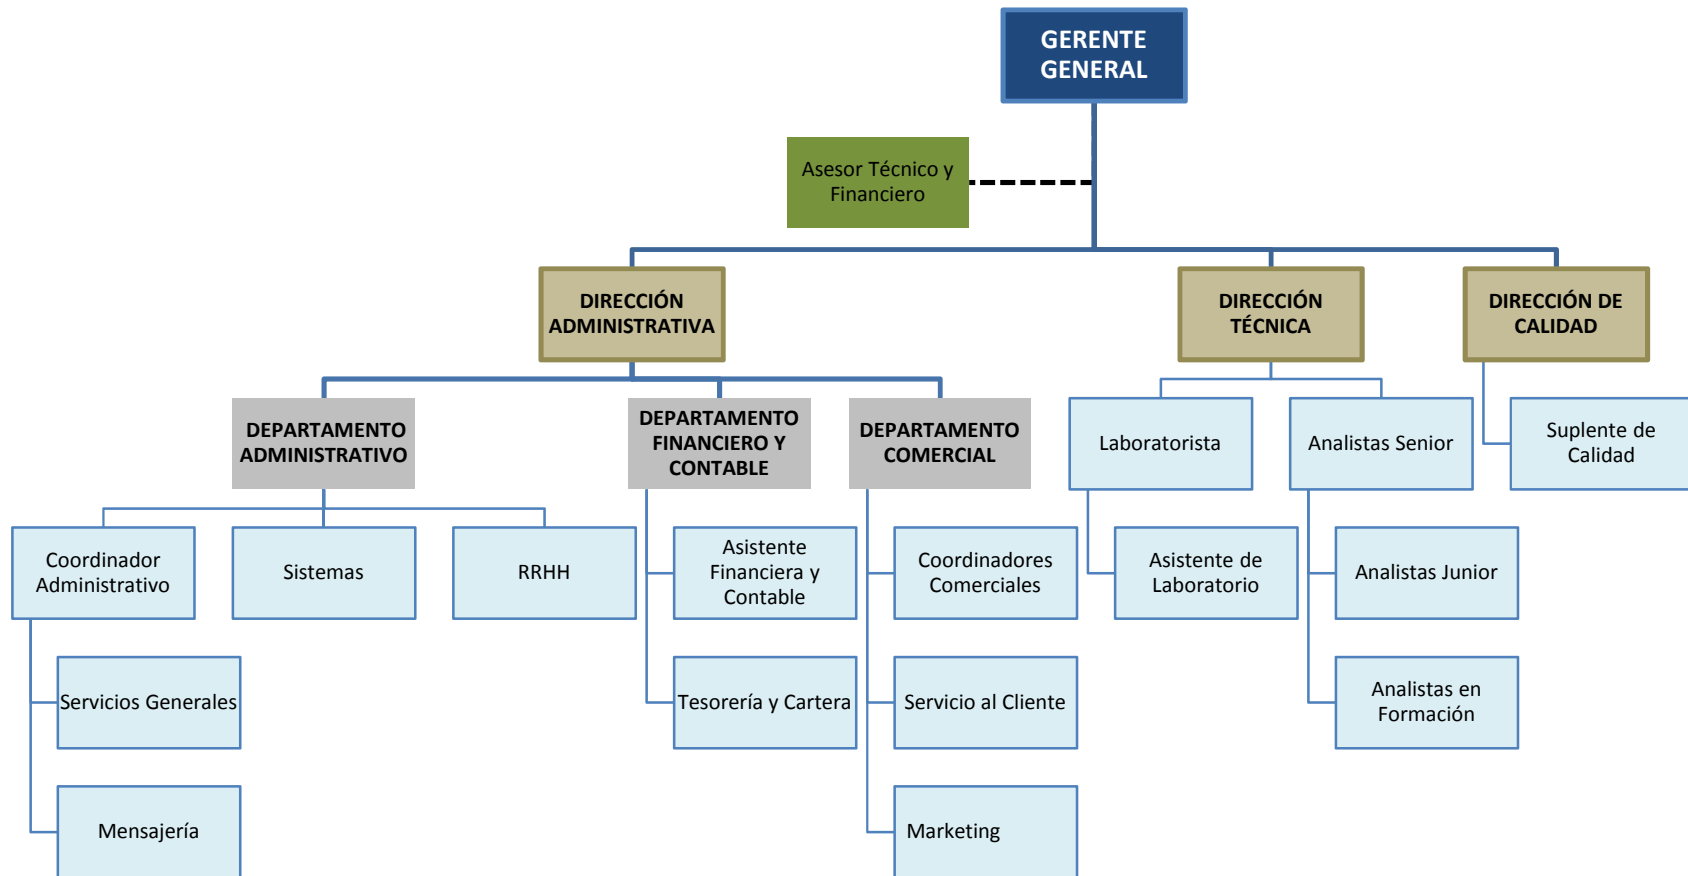 GERENTE
GENERAL
Asesor Técnico y
Financiero
DIRECCIÓN
ADMINISTRATIVA
DIRECCIÓN
TÉCNICA
DIRECCIÓN DE
CALIDAD
DEPARTAMENTO
ADMINISTRATIVO
DEPARTAMENTO
FINANCIERO Y
CONTABLE
DEPARTAMENTO
COMERCIAL
Laboratorista
Analistas Senior
Suplente de
Calidad
Coordinador
Administrativo
Sistemas
RRHH
Asistente
Financiera y
Contable
Coordinadores
Comerciales
Asistente de
Laboratorio
Analistas Junior
Servicios Generales
Tesorería y Cartera
Servicio al Cliente
Analistas en
Formación
Mensajería
Marketing